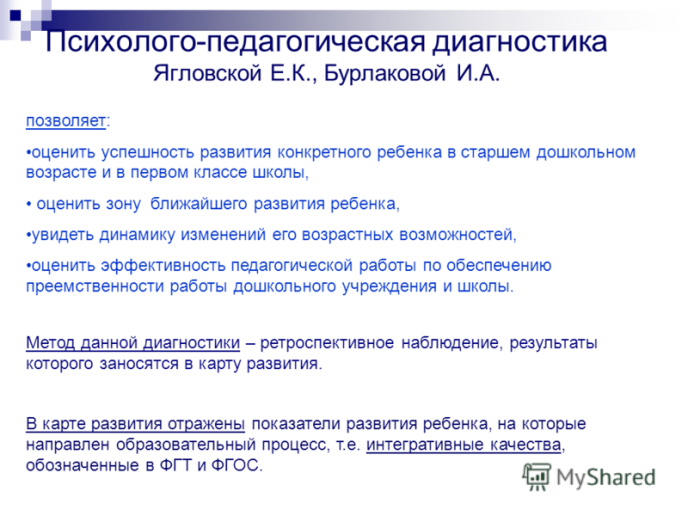 Психолого-педагогическая диагностика
Ягловской Е.К., Бурлаковой И.А.
позволяет:
•оценить успешность развития конкретного ребенка в старшем дошкольном
возрасте и в первом классе школы,
• оценить зону ближайшего развития ребенка,
•увидеть динамику изменений его возрастных возможностей,
•оценить эффективность педагогической работы по обеспечению
преемственности работы дошкольного учреждения и школы.
Метод данной диагностики – ретроспективное наблюдение, результаты
которого заносятся в карту развития.
В карте развития отражены показатели развития ребенка, на которые
направлен образовательный процесс, т.е. интегративные качества,
обозначенные в ФГТ и ФГОС.
MyShared